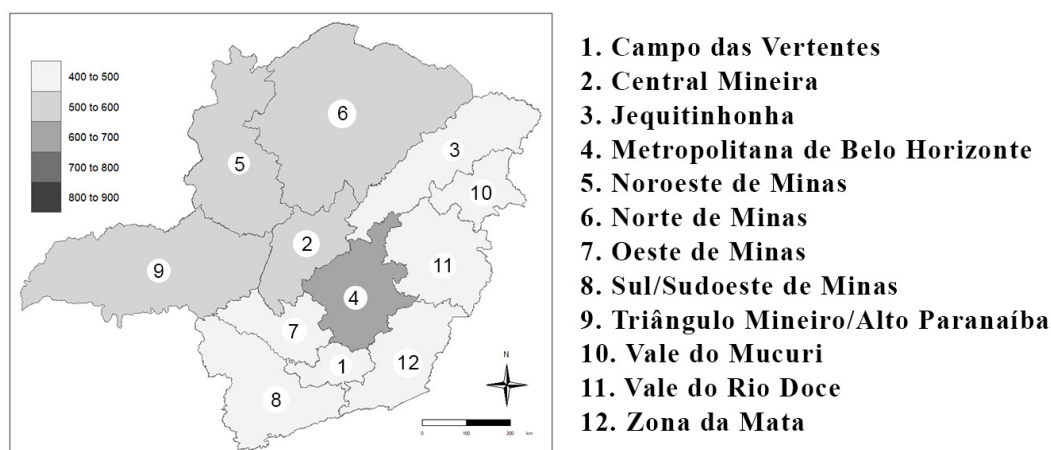 400 to 500
500 to 600
600 to 700
700 to 800
800 to 900
6
3
5
10
2
11
9
4
7
12
1
8
N
0 100 200 km
1. Campo das Vertentes
2. Central Mineira
3. Jequitinhonha
4. Metropolitana de Belo Horizonte
5. Noroeste de Minas
6. Norte de Minas
7. Oeste de Minas
8. Sul/Sudoeste de Minas
9. Triângulo Mineiro/Alto Paranaíba
10. Vale do Mucuri
11. Vale do Rio Doce
12. Zona da Mata